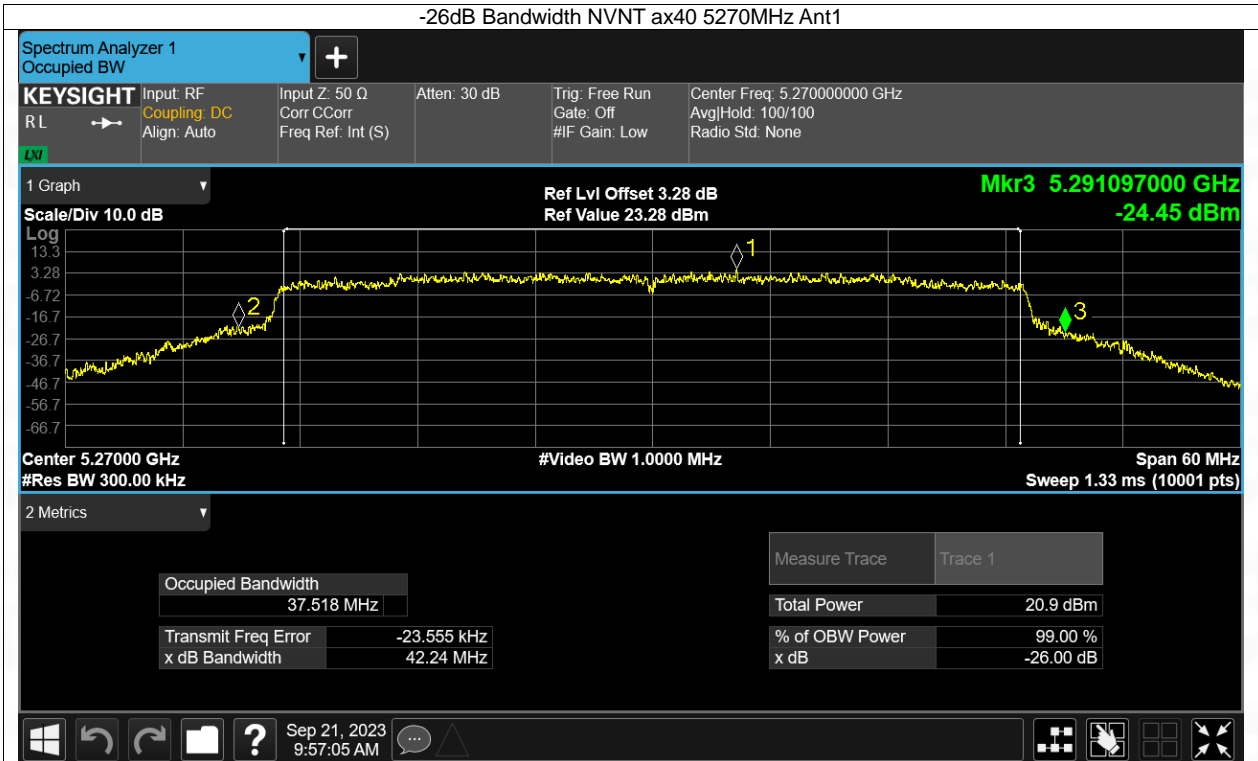 -26dB Bandwidth NVNT ax40 5270MHz Ant1
Spectrum Analyzer 1
Occupied BW
KEYSIGHT
R L
LXI
Input: RF
Coupling: DC
Align: Auto
Input Z: 50 Ω
Corr CCorr
Freq Ref: Int (S)
Atten: 30 dB
Trig: Free Run
Gate: Off
#IF Gain: Low
Center Freq: 5.270000000 GHz
Avg|Hold: 100/100
Radio Std: None
1 Graph
Scale/Div 10.0 dB
Ref Lvl Offset 3.28 dB
Ref Value 23.28 dBm
Mkr3 5.291097000 GHz
-24.45 dBm
Log
13.3
3.28
-6.72
-16.7
-26.7
-36.7
-46.7
-56.7
-66.7
1
2
3
Center 5.27000 GHz
#Res BW 300.00 kHz
#Video BW 1.0000 MHz
Span 60 MHz
Sweep 1.33 ms (10001 pts)
2 Metrics
Measure Trace Trace 1
Occupied Bandwidth
37.518 MHz
Total Power 20.9 dBm
Transmit Freq Error -23.555 kHz
% of OBW Power 99.00 %
x dB Bandwidth 42.24 MHz
x dB -26.00 dB
?
Sep 21, 2023
9:57:05 AM